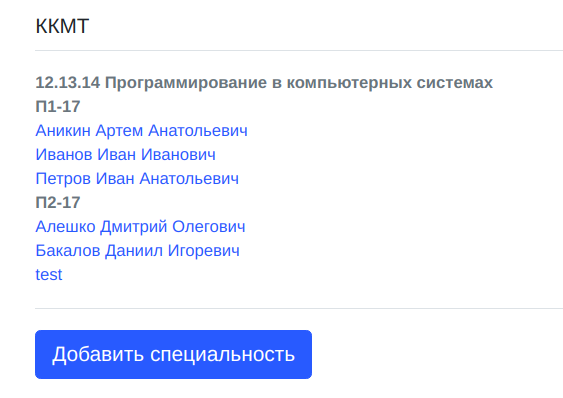 ККМТ
12.13.14 Программирование в компьютерных системах
П1-17
Аникин Артем Анатольевич
Иванов Иван Иванович
Петров Иван Анатольевич
П2-17
Алешко Дмитрий Олегович
Бакалов Даниил Игоревич
test
Добавить специальность